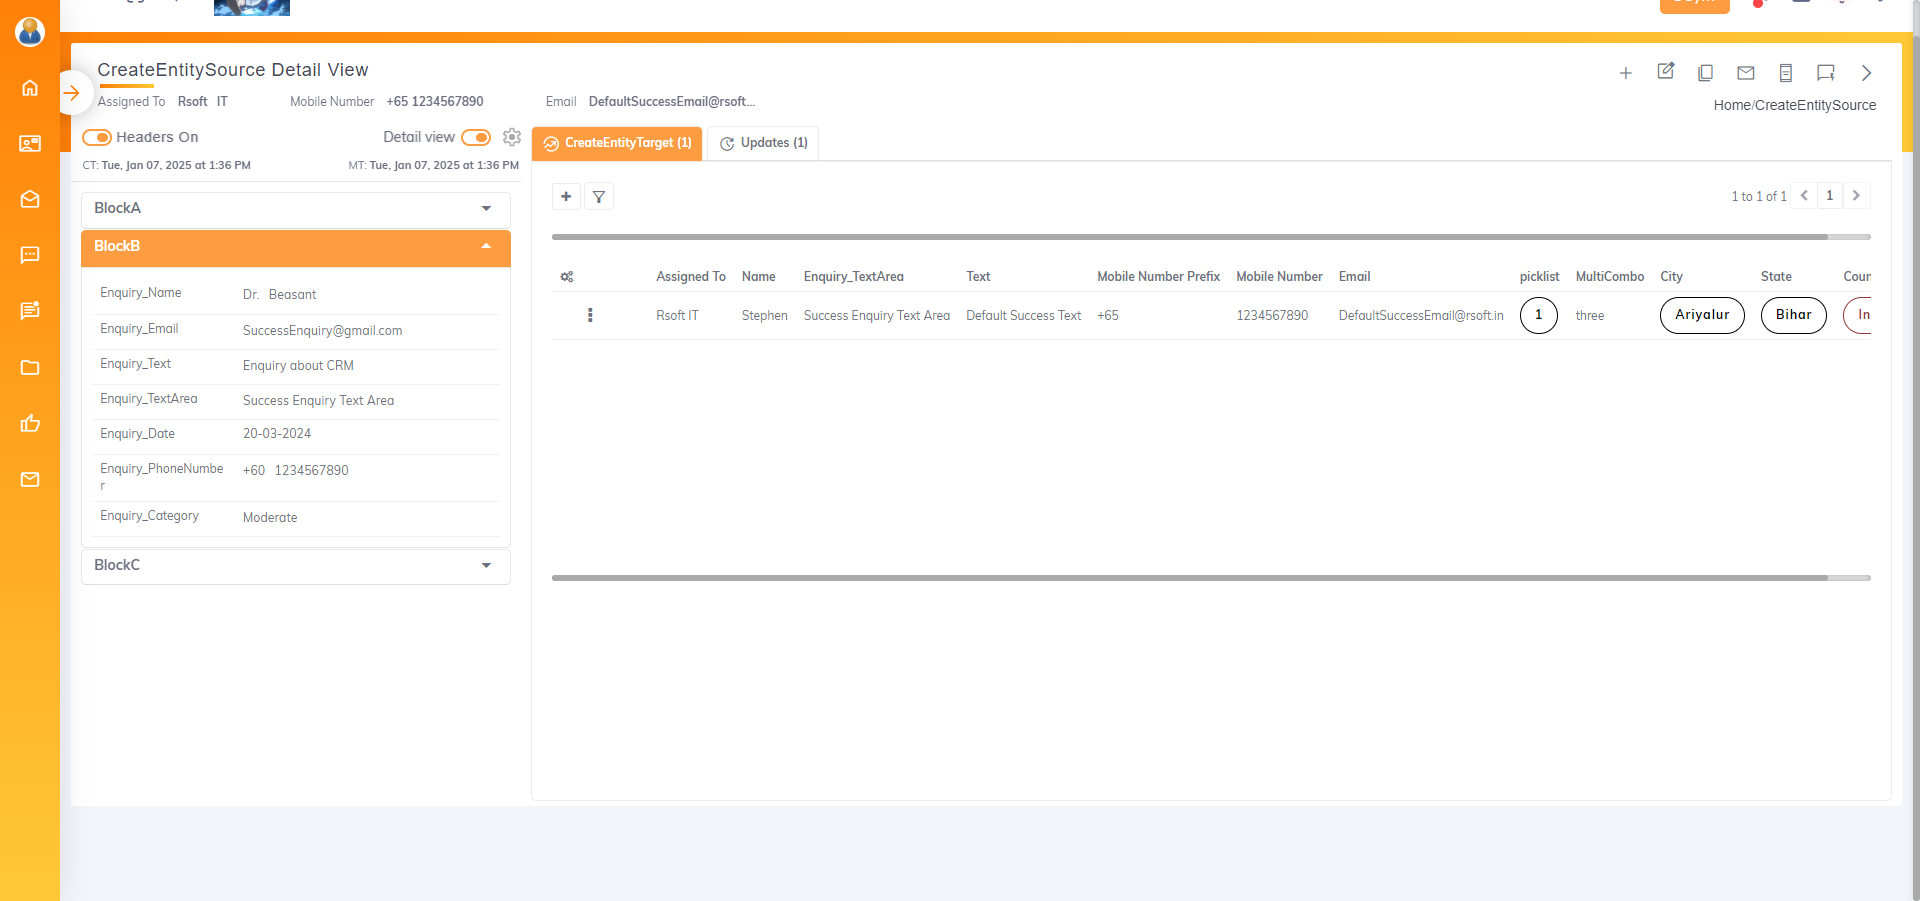 CreateEntitySource Detail View
Assigned To Rsoft IT Mobile Number +65 1234567890 Email DefaultSuccessEmail@rsoft...
Home/CreateEntitySource
Headers On Detail view
CT: Tue, Jan 07, 2025 at 1:36 PM MT: Tue, Jan 07, 2025 at 1:36 PM
BlockA
BlockB
Enquiry_Name Dr. Beasant
Enquiry_Email SuccessEnquiry@gmail.com
Enquiry_Text Enquiry about CRM
Enquiry_TextArea Success Enquiry Text Area
Enquiry_Date 20-03-2024
Enquiry_PhoneNumbe
r +60 1234567890
Enquiry_Category Moderate
BlockC
CreateEntityTarget (1) Updates (1)
1 to 1 of 1 1
Assigned To Name Enquiry_TextArea Text Mobile Number Prefix Mobile Number Email picklist MultiCombo City State Coun
Rsoft IT Stephen Success Enquiry Text Area Default Success Text +65 1234567890 DefaultSuccessEmail@rsoft.in 1 three Ariyalur Bihar In